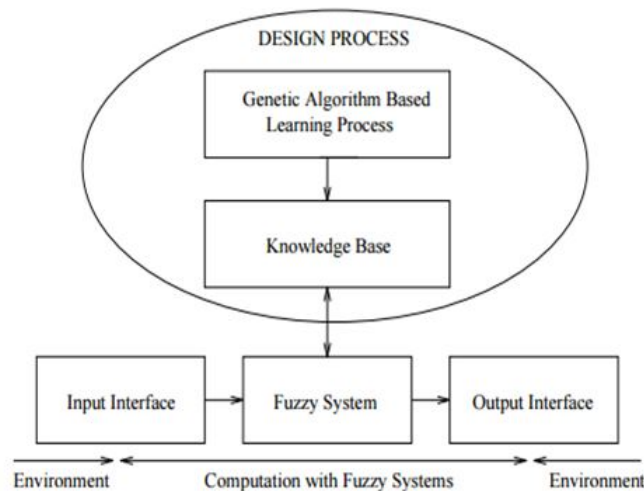 DESIGN PROCESS
Genetic Algorithm Based
Learning Process
Knowledge Base
Input Interface
Fuzzy System
Output Interface
Environment
Computation with Fuzzy Systems
Environment